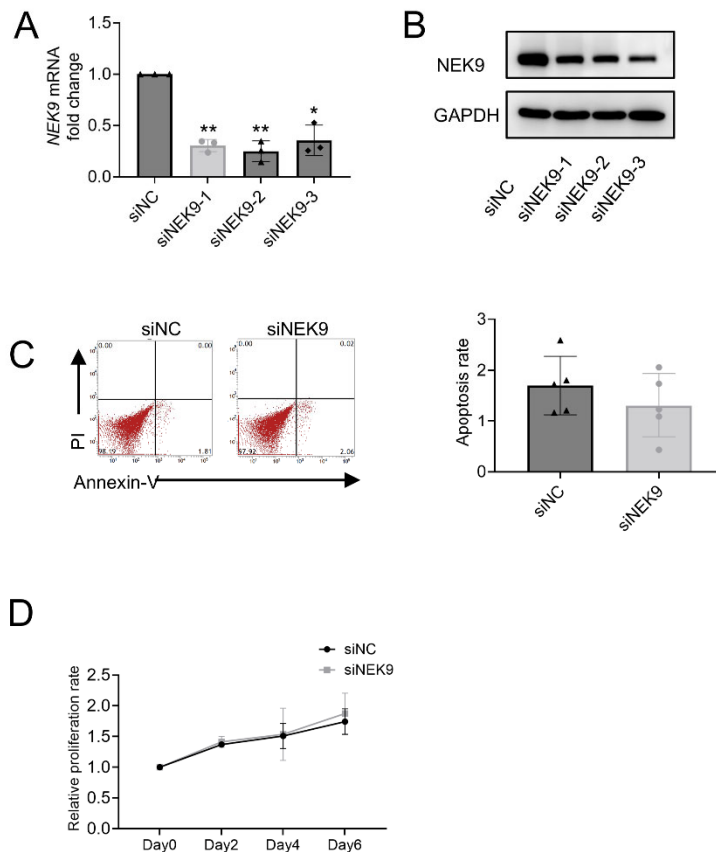 A
NEK9 mRNA
fold change
1.5
1.0
0.5
0.0
** ** *
siNC
siNEK9-1
siNEK9-2
siNEK9-3
B
NEK9
GAPDH
siNC
siNEK9-1
siNEK9-2
siNEK9-3
C
siNC
siNEK9
0.00 0.00
98.19 1.81
0.00 0.02
97.92 2.06
PI
Annexin-V
Apoptosis rate
3
2
1
0
siNC
siNEK9
D
siNC
siNEK9
Relative proliferation rate
2.5
2.0
1.5
1.0
0.5
0.0
Day0 Day2 Day4 Day6